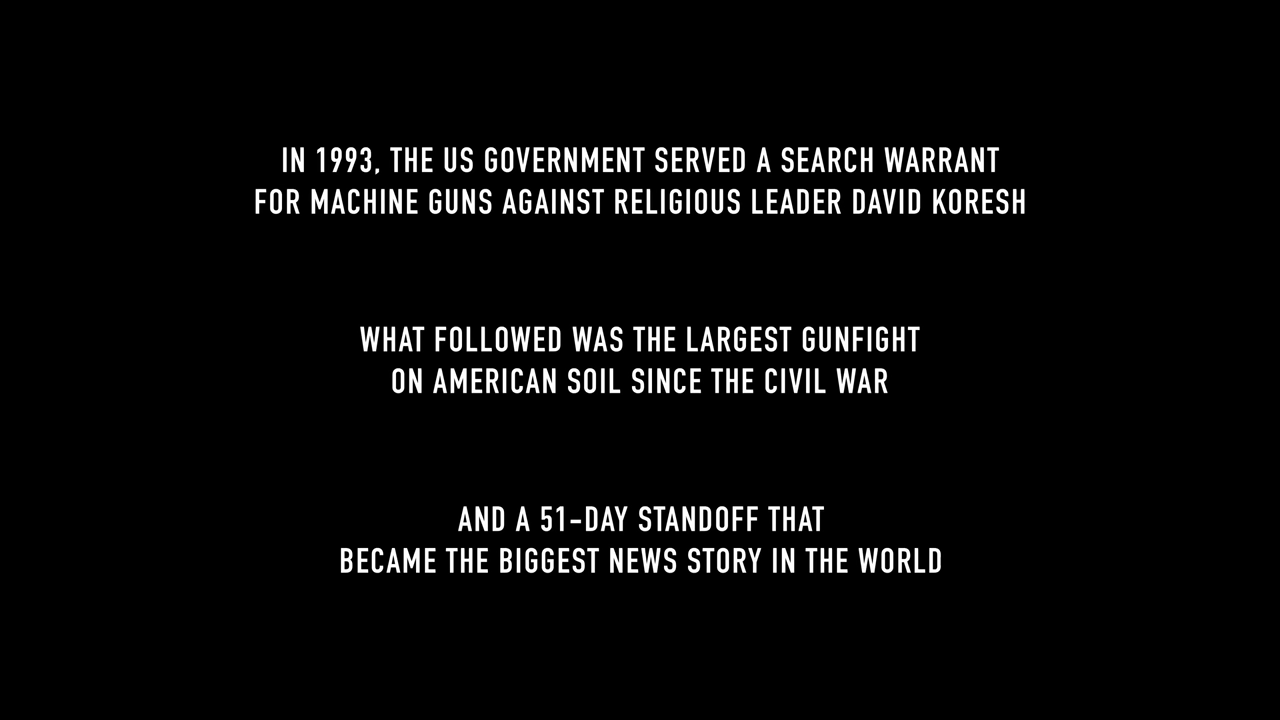 IN 1993, THE US GOVERNMENT SERVED A SEARCH WARRANT
FOR MACHINE GUNS AGAINST RELIGIOUS LEADER DAVID KORESH
WHAT FOLLOWED WAS THE LARGEST GUNFIGHT
ON AMERICAN SOIL SINCE THE CIVIL WAR
AND A 51-DAY STANDOFF THAT
BECAME THE BIGGEST NEWS STORY IN THE WORLD